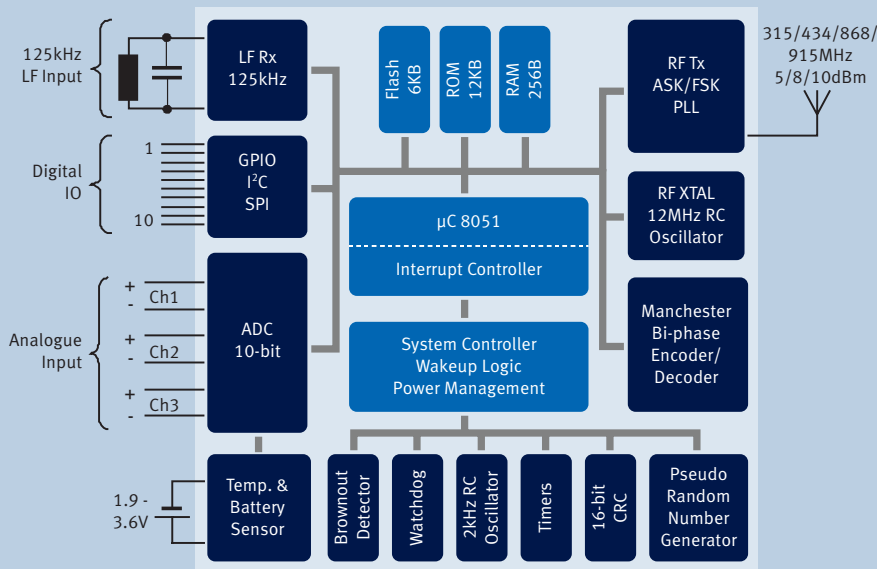 125kHz
LF Input
LF Rx
125kHz
Flash
6KB
ROM
12KB
RAM
256B
RF Tx
ASK/FSK
PLL
315/434/868/
915MHz
5/8/10dBm
Digital
IO
1
10
GPIO
I²C
SPI
µC 8051
Interrupt Controller
RF XTAL
12MHz RC
Oscillator
Analogue
Input
+
-
Ch1
+
-
Ch2
+
-
Ch3
ADC
10-bit
System Controller
Wakeup Logic
Power Management
Manchester
Bi-phase
Encoder/
Decoder
1.9 -
3.6V
Temp. &
Battery
Sensor
Brownout
Detector
Watchdog
2kHz RC
Oscillator
Timers
16-bit
CRC
Pseudo
Random
Number
Generator